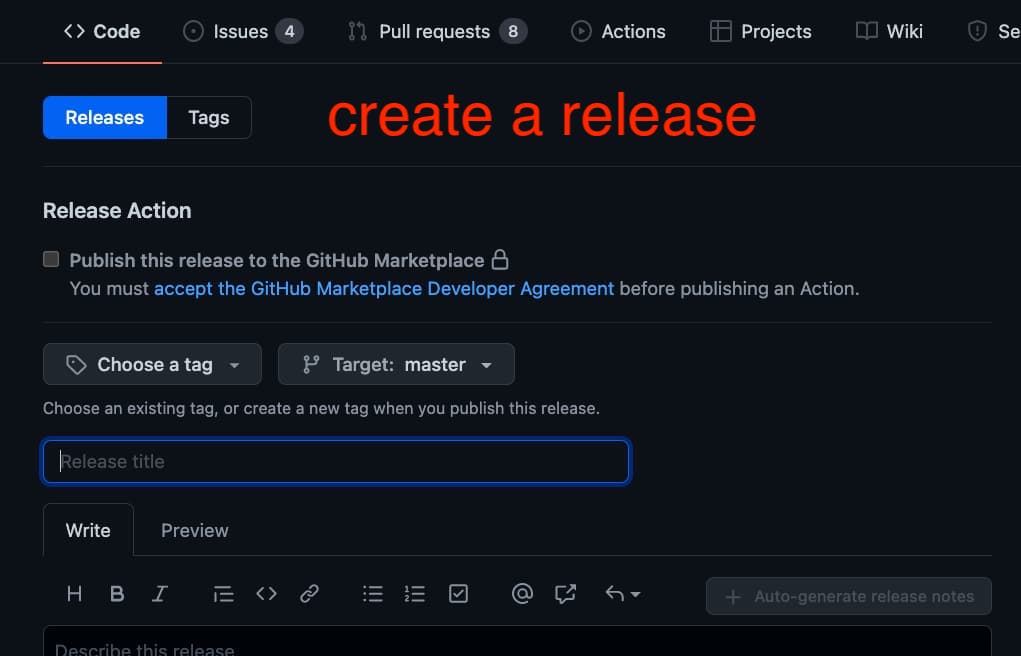 Code Issues 4 Pull requests 8 Actions Projects Wiki Se
Releases Tags create a release
Release Action
Publish this release to the GitHub Marketplace
You must accept the GitHub Marketplace Developer Agreement before publishing an Action.
Choose a tag Target: master
Choose an existing tag, or create a new tag when you publish this release.
Release title
Write Preview
H B I @ + Auto-generate release notes
Describe this release